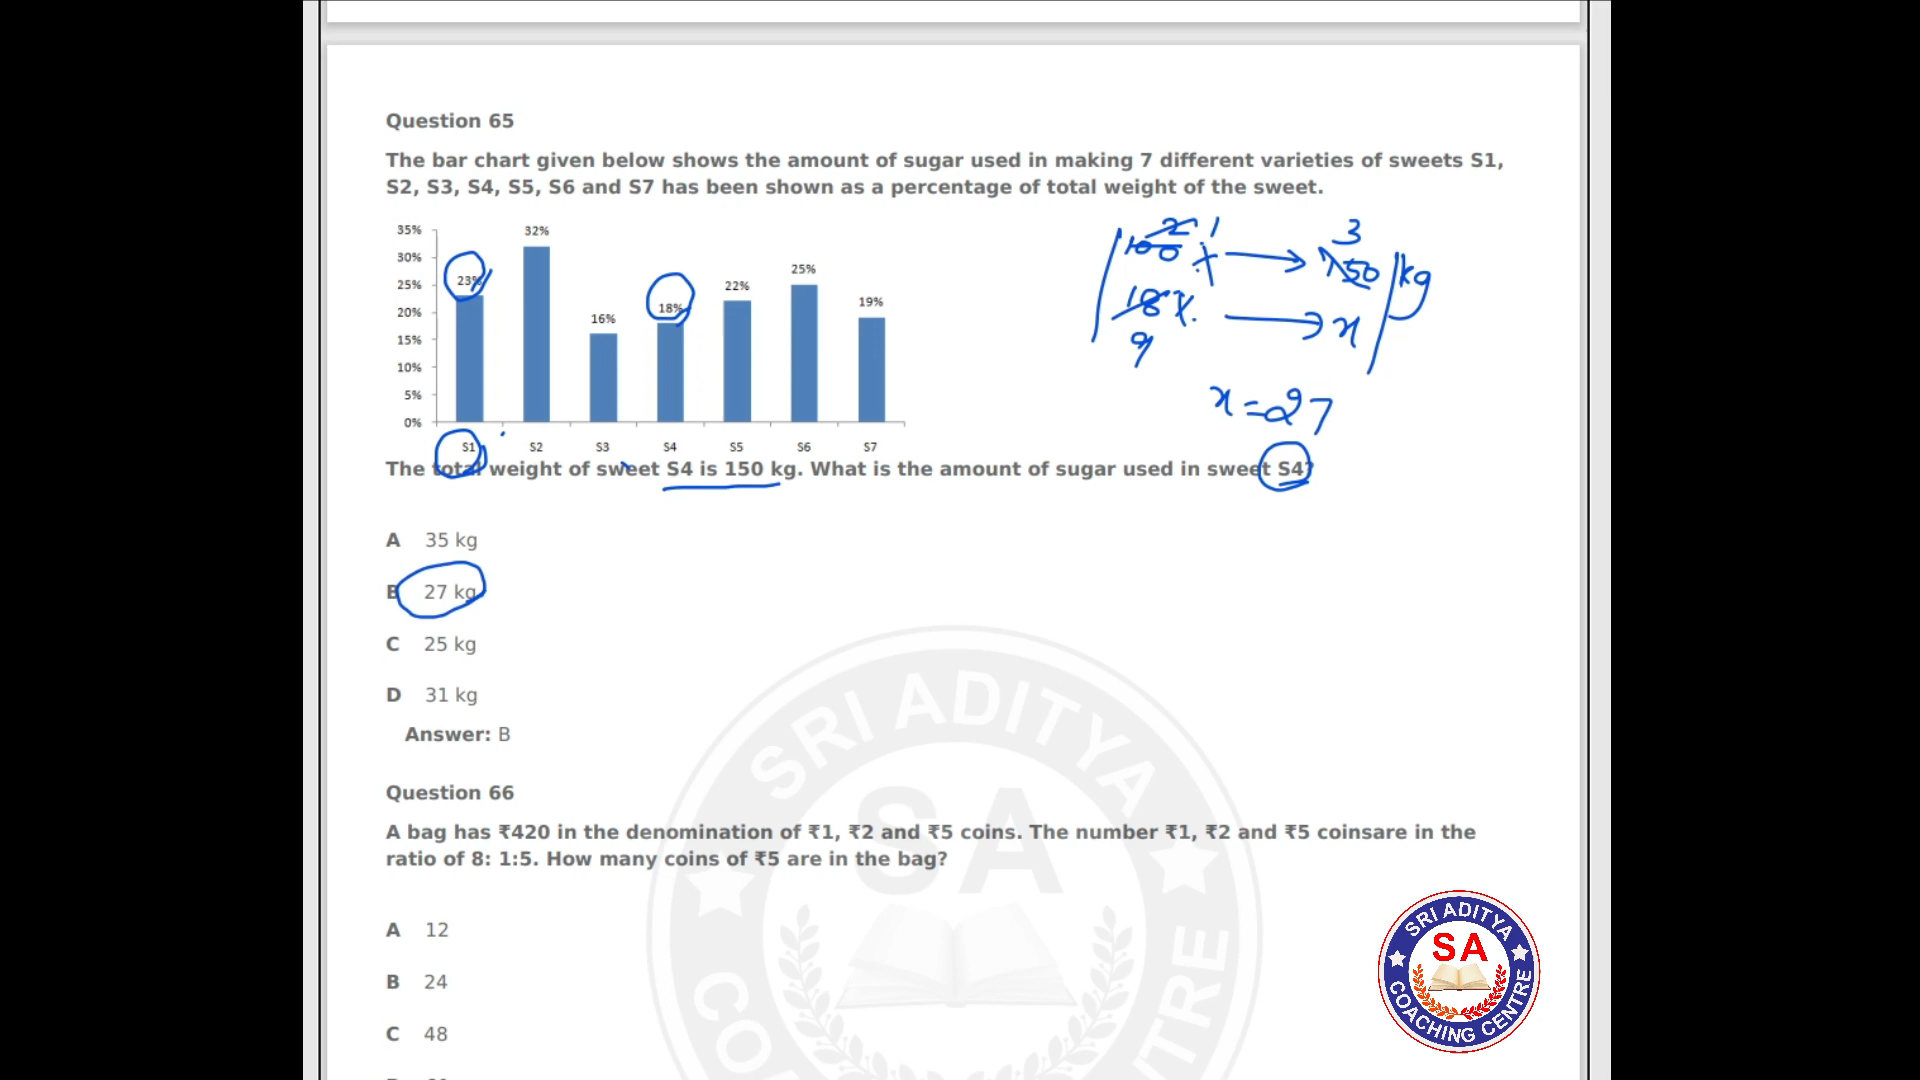 Question 65
The bar chart given below shows the amount of sugar used in making 7 different varieties of sweets S1,
S2, S3, S4, S5, S6 and S7 has been shown as a percentage of total weight of the sweet.
35%
30%
25%
20%
15%
10%
5%
0%
23%
32%
16%
18%
22%
25%
19%
S1 S2 S3 S4 S5 S6 S7
2 1 3
100 % 150 kg
18% x
9
x = 27
The total weight of sweet S4 is 150 kg. What is the amount of sugar used in sweet S4?
A 35 kg
B 27 kg
C 25 kg
D 31 kg
Answer: B
Question 66
A bag has ₹420 in the denomination of ₹1, ₹2 and ₹5 coins. The number ₹1, ₹2 and ₹5 coinsare in the
ratio of 8: 1:5. How many coins of ₹5 are in the bag?
A 12
B 24
C 48
SRI ADITYA
SA
COACHING CENTRE
SRI ADITYA
SA